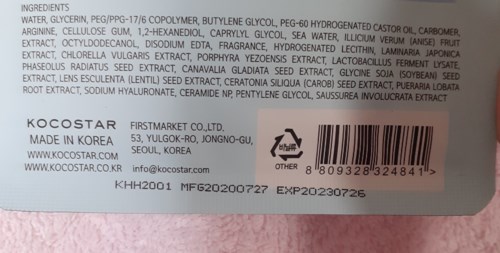 INGREDIENTS
WATER, GLYCERIN, PEG/PPG-17/6 COPOLYMER, BUTYLENE GLYCOL, PEG-60 HYDROGENATED CASTOR OIL, CARBOMER,
ARGININE, CELLULOSE GUM, 1,2-HEXANEDIOL, CAPRYLYL GLYCOL, SEA WATER, ILLICIUM VERUM (ANISE) FRUIT
EXTRACT, OCTYLDODECANOL, DISODIUM EDTA, FRAGRANCE, HYDROGENATED LECITHIN, LAMINARIA JAPONICA
EXTRACT, CHLORELLA VULGARIS EXTRACT, PORPHYRA YEZOENSIS EXTRACT, LACTOBACILLUS FERMENT LYSATE,
PHASEOLUS RADIATUS SEED EXTRACT, CANAVALIA GLADIATA SEED EXTRACT, GLYCINE SOJA (SOYBEAN) SEED
EXTRACT, LENS ESCULENTA (LENTIL) SEED EXTRACT, CERATONIA SILIQUA (CAROB) SEED EXTRACT, PUERARIA LOBATA
ROOT EXTRACT, SODIUM HYALURONATE, CERAMIDE NP, PENTYLENE GLYCOL, SAUSSUREA INVOLUCRATA EXTRACT
KOCOSTAR
MADE IN KOREA
WWW.KOCOSTAR.COM
WWW.KOCOSTAR.CO.KR
FIRSTMARKET CO.,LTD.
53, YULGOK-RO, JONGNO-GU,
SEOUL, KOREA
info@kocostar.com
비닐류
OTHER
8 809328 324841 >
KHH2001 MFG20200727 EXP20230726